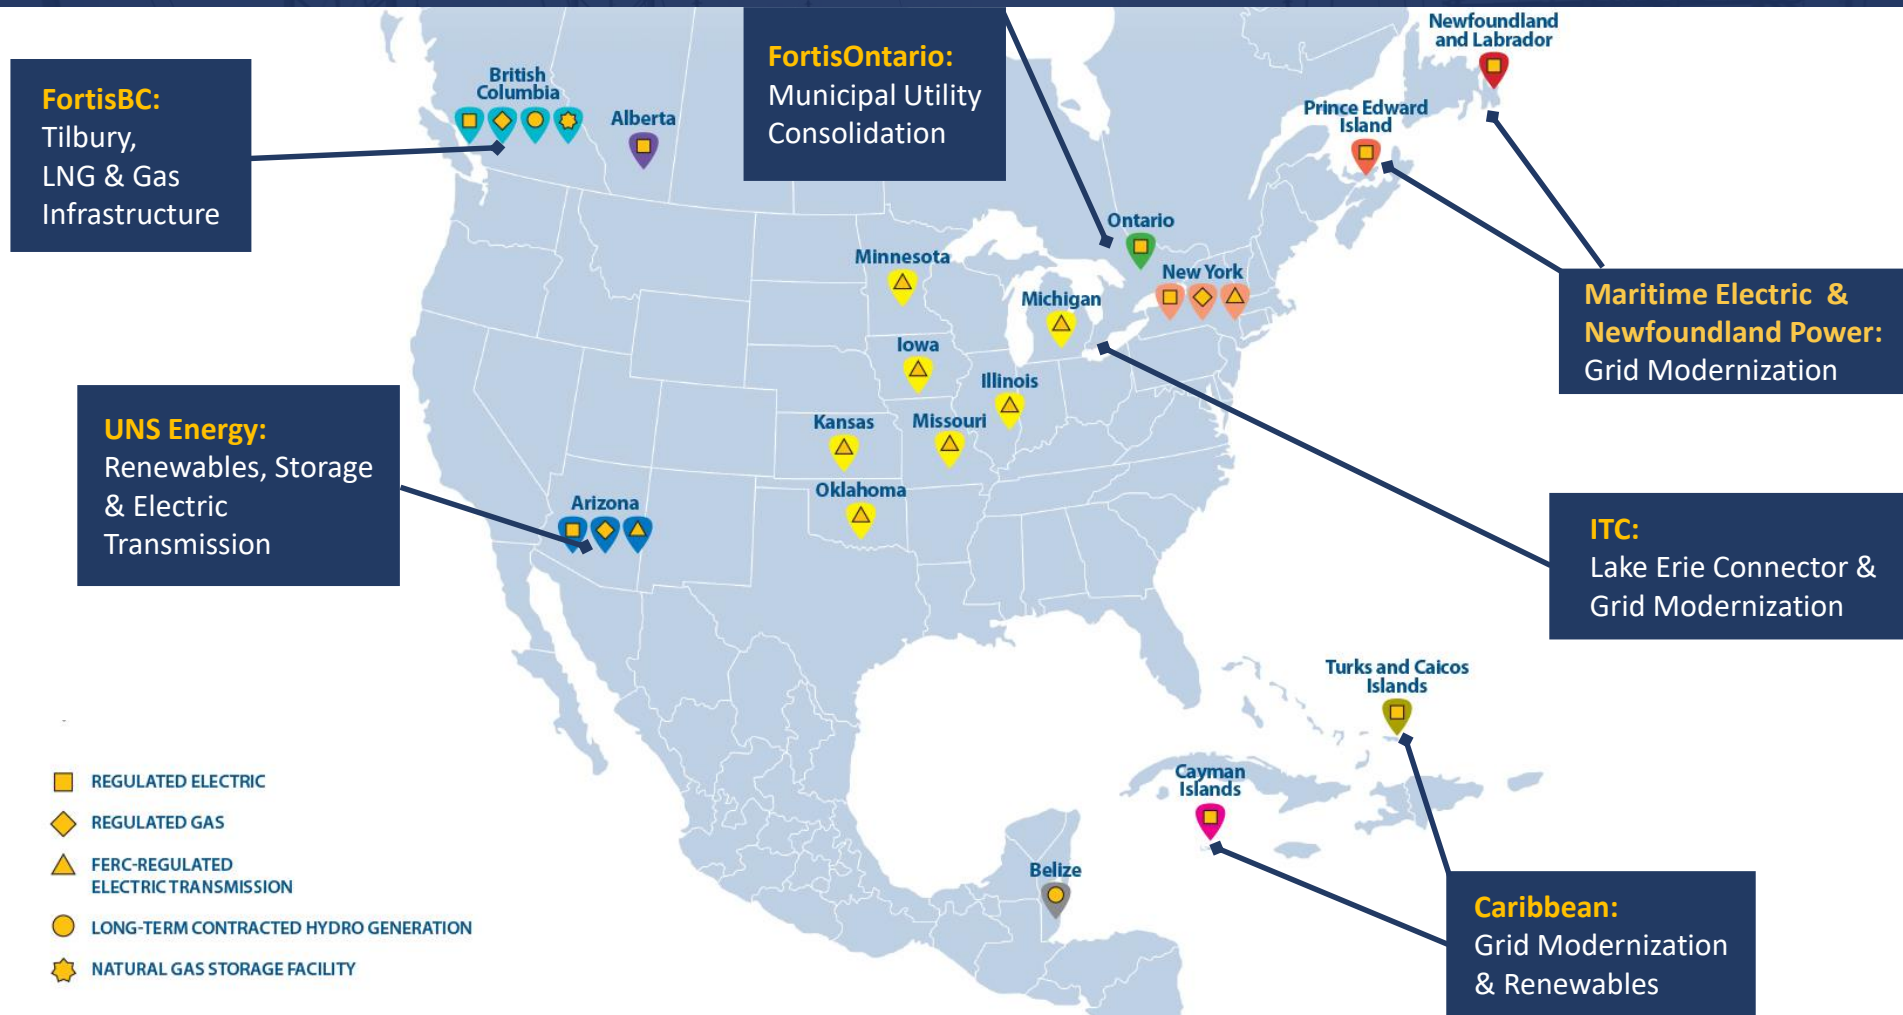 FortisBC:
Tilbury,
LNG & Gas
Infrastructure
British
Columbia
Alberta
FortisOntario:
Municipal Utility
Consolidation
Newfoundland
and Labrador
Prince Edward
Island
Ontario
New York
Minnesota
Michigan
Iowa
Illinois
Kansas
Missouri
Oklahoma
Maritime Electric &
Newfoundland Power:
Grid Modernization
UNS Energy:
Renewables, Storage
& Electric
Transmission
Arizona
ITC:
Lake Erie Connector &
Grid Modernization
Turks and Caicos
Islands
Cayman
Islands
Belize
Caribbean:
Grid Modernization
& Renewables
REGULATED ELECTRIC
REGULATED GAS
FERC-REGULATED
ELECTRIC TRANSMISSION
LONG-TERM CONTRACTED HYDRO GENERATION
NATURAL GAS STORAGE FACILITY